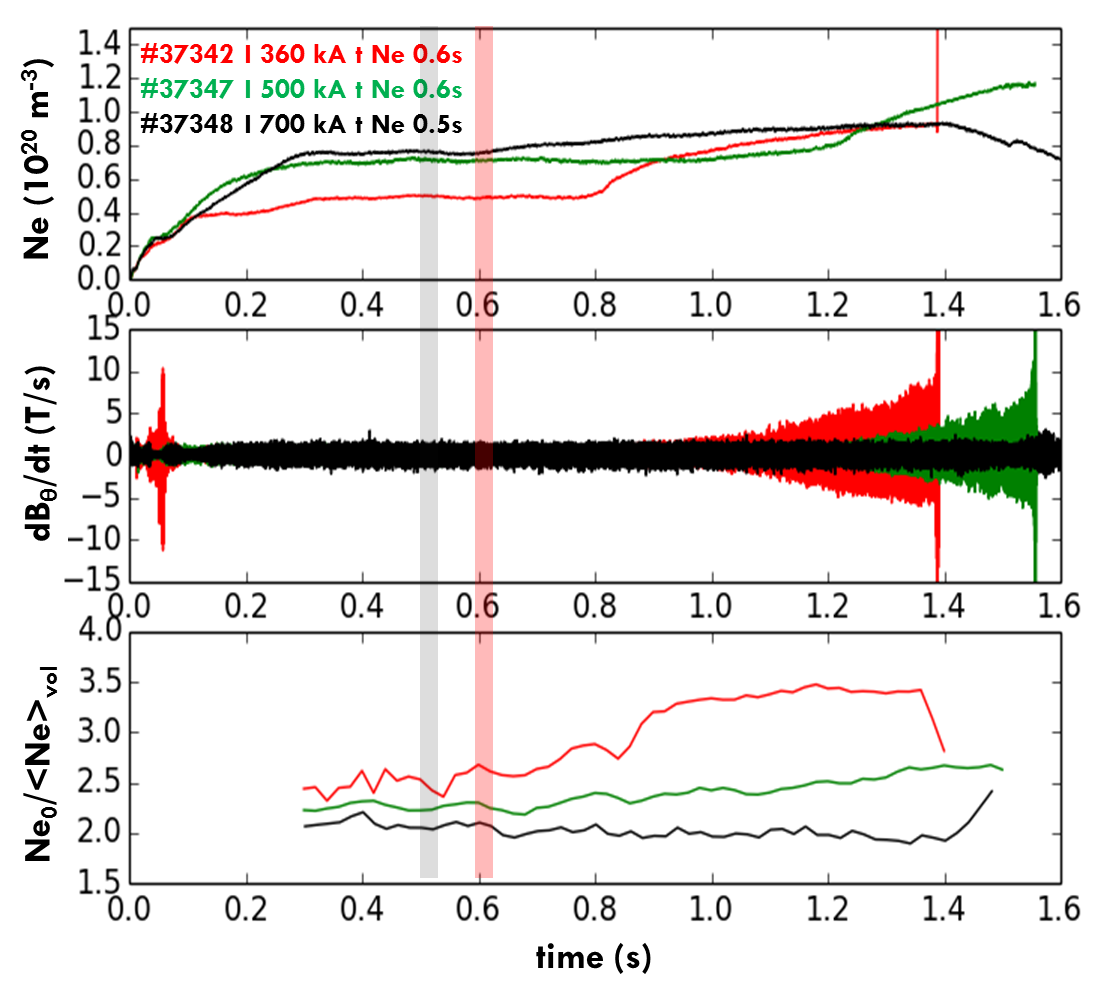 1.4
1.2
1.0
0.8
0.6
0.4
0.2
0.0
Ne (10²⁰ m⁻³)
#37342 I 360 kA t Ne 0.6s
#37347 I 500 kA t Ne 0.6s
#37348 I 700 kA t Ne 0.5s
0.0 0.2 0.4 0.6 0.8 1.0 1.2 1.4 1.6
15
10
5
0
−5
−10
−15
dBθ/dt (T/s)
0.0 0.2 0.4 0.6 0.8 1.0 1.2 1.4 1.6
4.0
3.5
3.0
2.5
2.0
1.5
Ne₀/<Ne>vol
0.0 0.2 0.4 0.6 0.8 1.0 1.2 1.4 1.6
time (s)